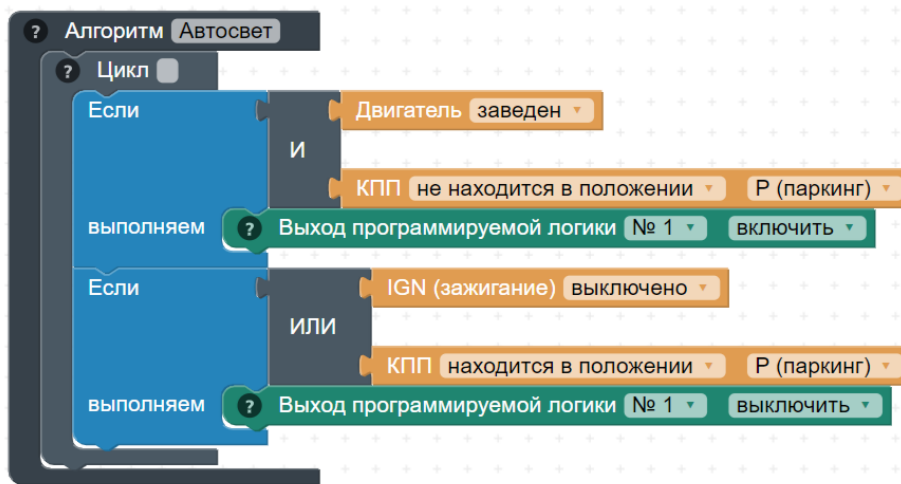 ? Алгоритм Автосвет
? Цикл
Если
Двигатель заведен
И
КПП не находится в положении P (паркинг)
выполняем ? Выход программируемой логики № 1 включить
Если
IGN (зажигание) выключено
ИЛИ
КПП находится в положении P (паркинг)
выполняем ? Выход программируемой логики № 1 выключить